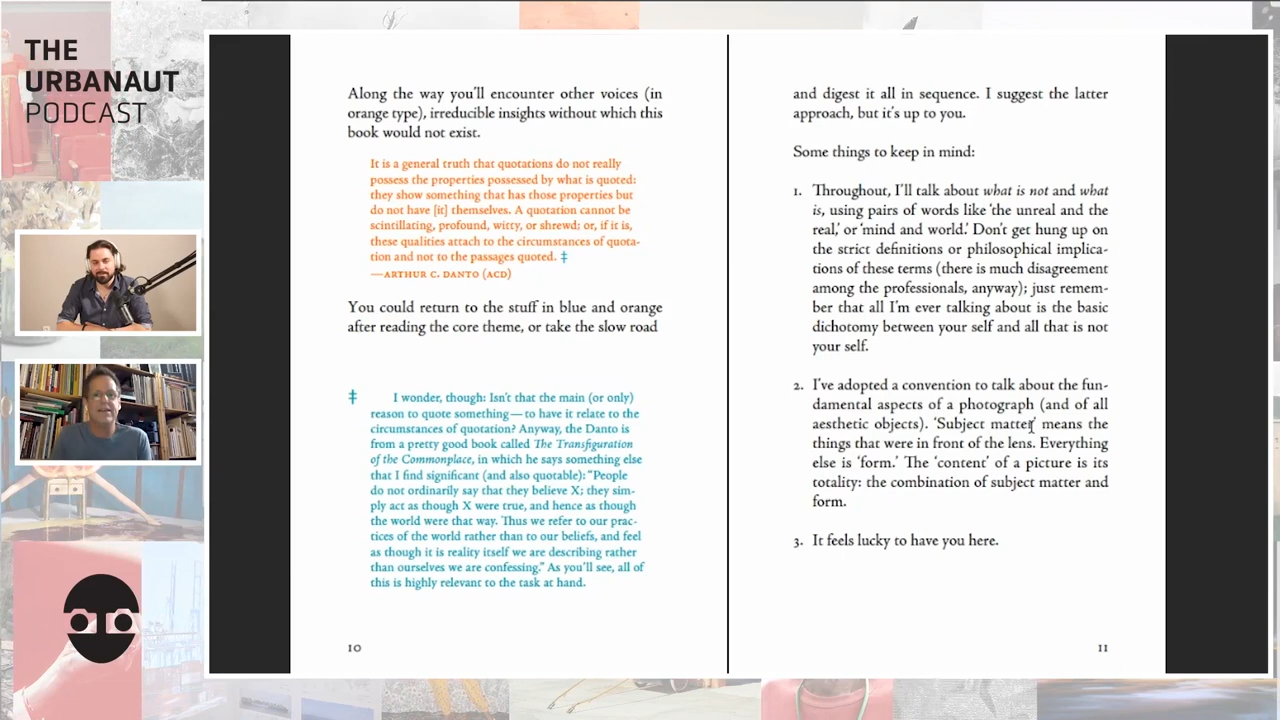 THE
URBANAUT
PODCAST
Along the way you'll encounter other voices (in
orange type), irreducible insights without which this
book would not exist.
It is a general truth that quotations do not really
possess the properties possessed by what is quoted:
they show something that has those properties but
do not have [it] themselves. A quotation cannot be
scintillating, profound, witty, or shrewd; or, if it is,
these qualities attach to the circumstances of quota-
tion and not to the passages quoted. ‡
—ARTHUR C. DANTO (ACD)
You could return to the stuff in blue and orange
after reading the core theme, or take the slow road
‡ I wonder, though: Isn't that the main (or only)
reason to quote something—to have it relate to the
circumstances of quotation? Anyway, the Danto is
from a pretty good book called The Transfiguration
of the Commonplace, in which he says something else
that I find significant (and also quotable): "People
do not ordinarily say that they believe X; they sim-
ply act as though X were true, and hence as though
the world were that way. Thus we refer to our prac-
tices of the world rather than to our beliefs, and feel
as though it is reality itself we are describing rather
than ourselves we are confessing." As you'll see, all of
this is highly relevant to the task at hand.
10
and digest it all in sequence. I suggest the latter
approach, but it's up to you.
Some things to keep in mind:
1. Throughout, I'll talk about what is not and what
is, using pairs of words like 'the unreal and the
real,' or 'mind and world.' Don't get hung up on
the strict definitions or philosophical implica-
tions of these terms (there is much disagreement
among the professionals, anyway); just remem-
ber that all I'm ever talking about is the basic
dichotomy between your self and all that is not
your self.
2. I've adopted a convention to talk about the fun-
damental aspects of a photograph (and of all
aesthetic objects). 'Subject matter' means the
things that were in front of the lens. Everything
else is 'form.' The 'content' of a picture is its
totality: the combination of subject matter and
form.
3. It feels lucky to have you here.
11